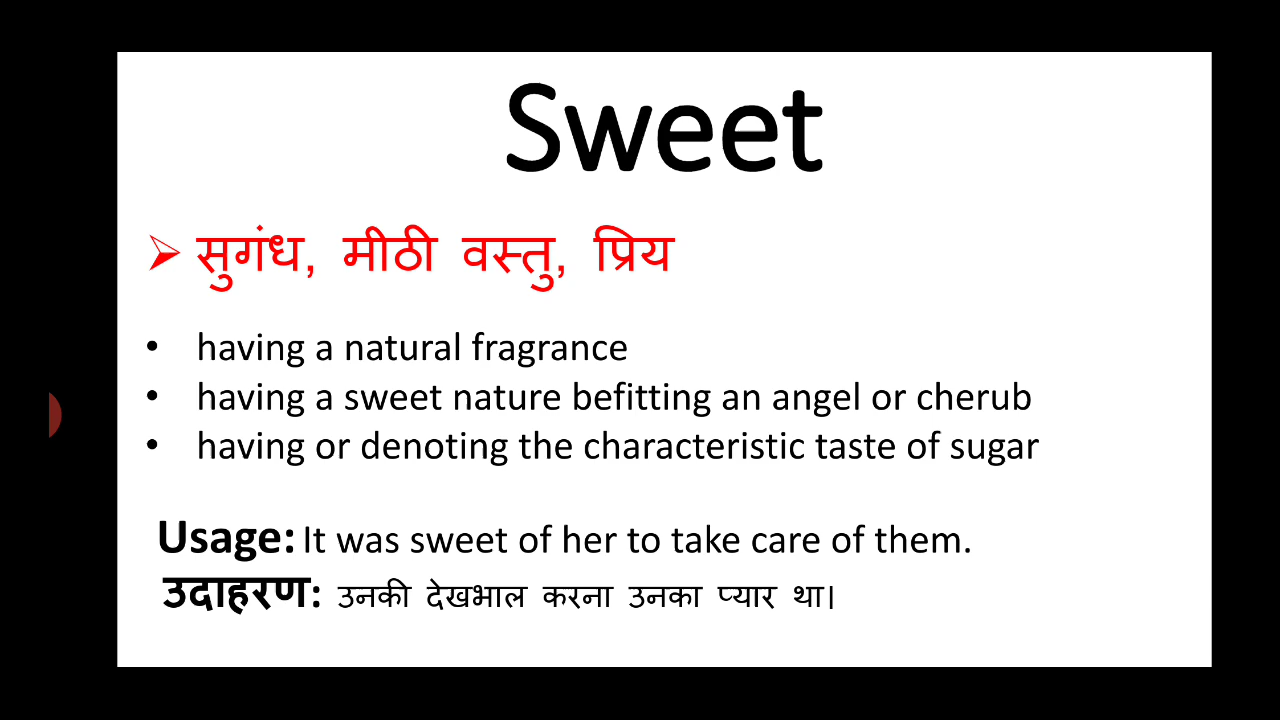 Sweet
➢ सुगंध, मीठी वस्तु, प्रिय
• having a natural fragrance
• having a sweet nature befitting an angel or cherub
• having or denoting the characteristic taste of sugar
Usage: It was sweet of her to take care of them.
उदाहरण: उनकी देखभाल करना उनका प्यार था।